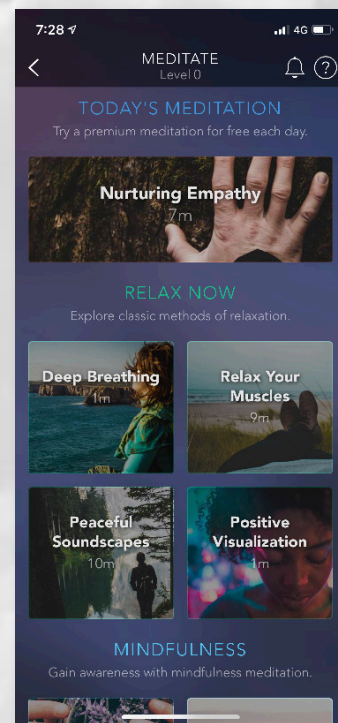 7:28
4G
MEDITATE
Level 0
?
TODAY'S MEDITATION
Try a premium meditation for free each day.
Nurturing Empathy
7m
RELAX NOW
Explore classic methods of relaxation.
Deep Breathing
1m
Relax Your
Muscles
9m
Peaceful
Soundscapes
10m
Positive
Visualization
1m
MINDFULNESS
Gain awareness with mindfulness meditation.